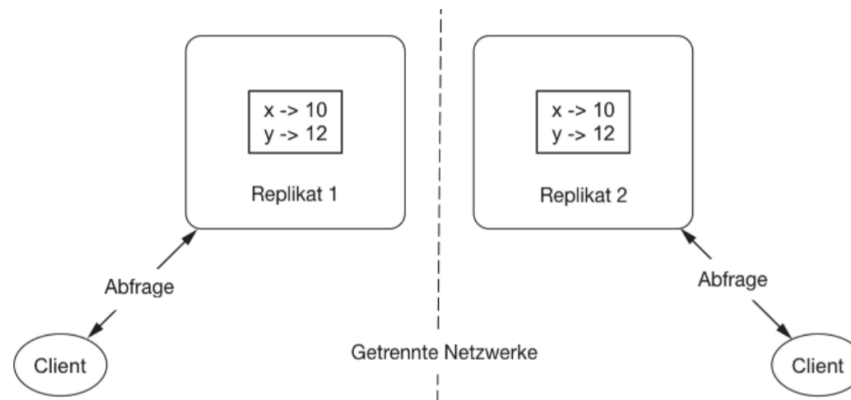 x -> 10
y -> 12
Replikat 1
x -> 10
y -> 12
Replikat 2
Abfrage
Abfrage
Getrennte Netzwerke
Client
Client